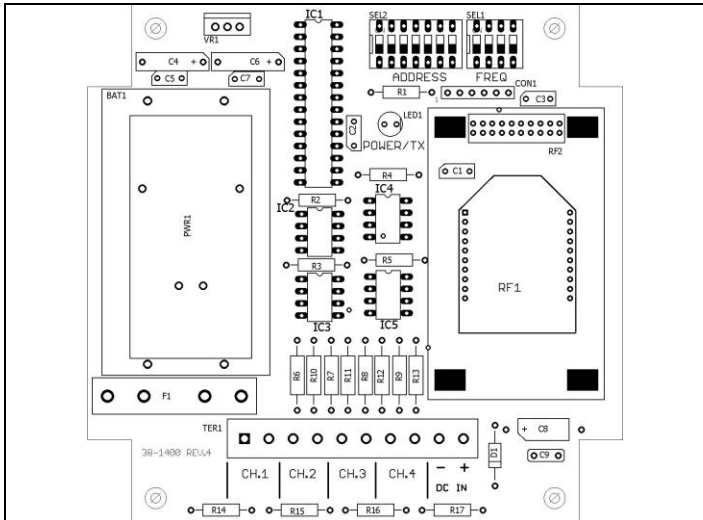 IC1
SEL2
SEL1
VR1
C4 +
C6 +
C5
C7
ADDRESS
FREQ
CON1
BAT1
R1
1
C3
LED1
C2
POWER/TX
RF2
C1
R4
IC4
IC2
R2
PWR1
R5
R3
RF1
IC3
IC5
R6
R10
R7
R11
R8
R12
R9
R13
F1
TER1
+ C8
38-1400 REV.4
D1
C9
CH.1
CH.2
CH.3
CH.4
− +
DC IN
R14
R15
R16
R17